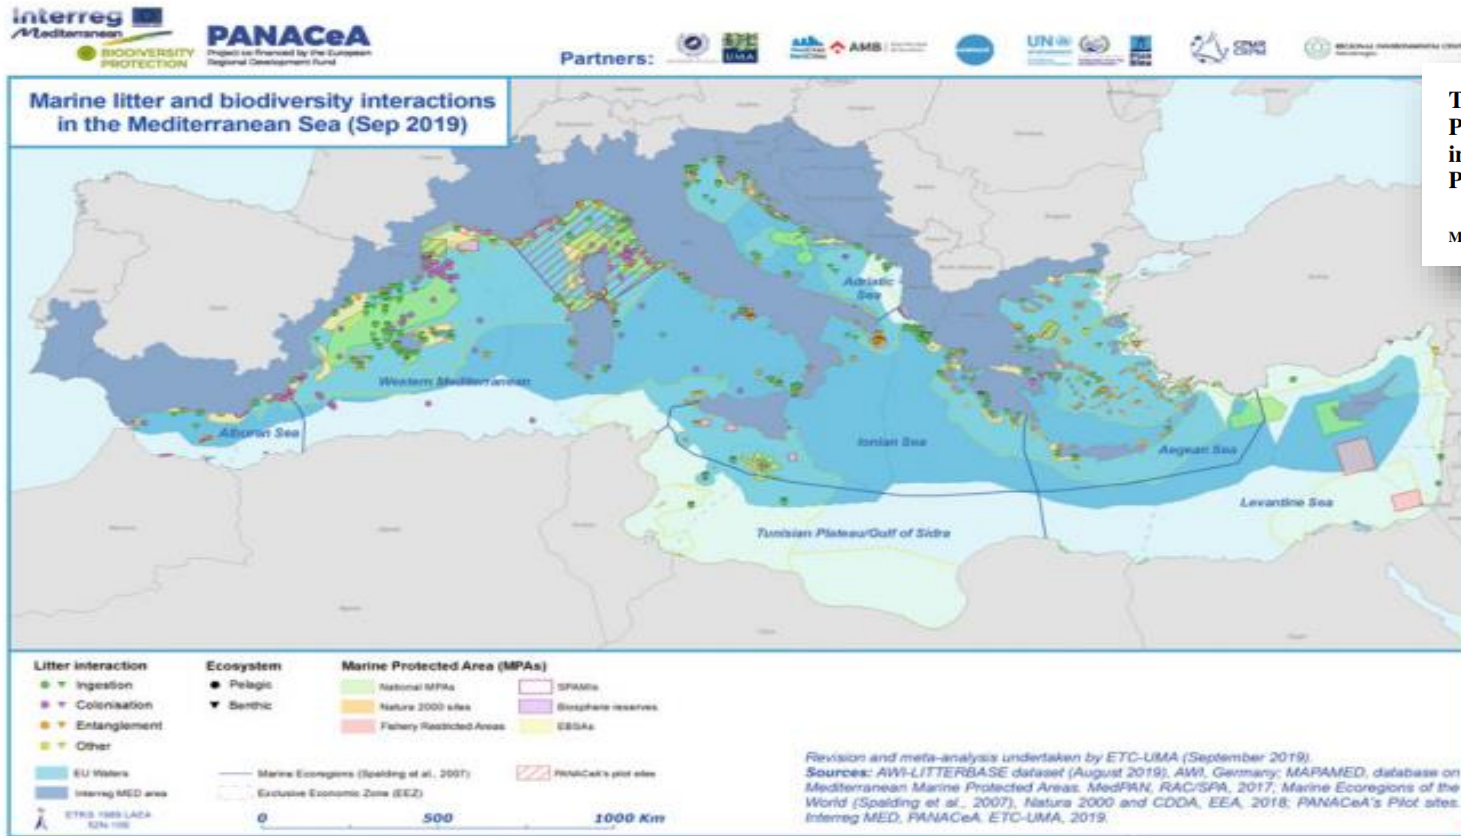 Interreg
Mediterranean
BIODIVERSITY
PROTECTION
PANACeA
Project co-financed by the European
Regional Development Fund
Partners:
UMA
AMB
UN
Marine litter and biodiversity interactions
in the Mediterranean Sea (Sep 2019)
T
P
in
P
M
Adriatic
Sea
Western Mediterranean
Alboran Sea
Ionian Sea
Aegean Sea
Levantine Sea
Tunisian Plateau/Gulf of Sidra
Litter interaction
Ingestion
Colonisation
Entanglement
Other
EU Waters
Interreg MED area
ETRS 1989 LAEA
Ecosystem
Pelagic
Benthic
Marine Ecoregions (Spalding et al., 2007)
Exclusive Economic Zone (EEZ)
Marine Protected Area (MPAs)
National MPAs
Natura 2000 sites
Fishery Restricted Areas
SPAMIs
Biosphere reserves
EBSAs
PANACeA's pilot sites
0 500 1000 Km
Revision and meta-analysis undertaken by ETC-UMA (September 2019).
Sources: AWI-LITTERBASE dataset (August 2019), AWI, Germany; MAPAMED, database on
Mediterranean Marine Protected Areas. MedPAN, RAC/SPA, 2017; Marine Ecoregions of the
World (Spalding et al., 2007), Natura 2000 and CDDA, EEA, 2018; PANACeA's Pilot sites.
Interreg MED, PANACeA. ETC-UMA, 2019.